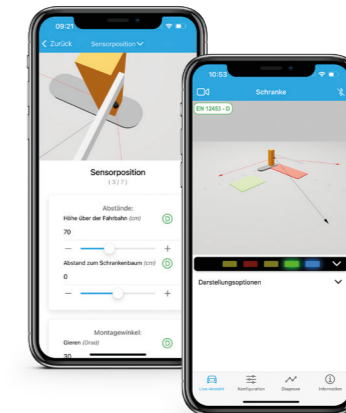 09:21
Zurück
Sensorposition
Sensorposition
(3/7)
Abstände:
Höhe über der Fahrbahn (cm)
D
70
Abstand zum Schrankenbaum (cm)
D
0
Montagewinkel:
Gieren (Grad)
D
30
10:53
Schranke
EN 12453 - D
Darstellungsoptionen
Live-Ansicht
Konfiguration
Diagnose
Information